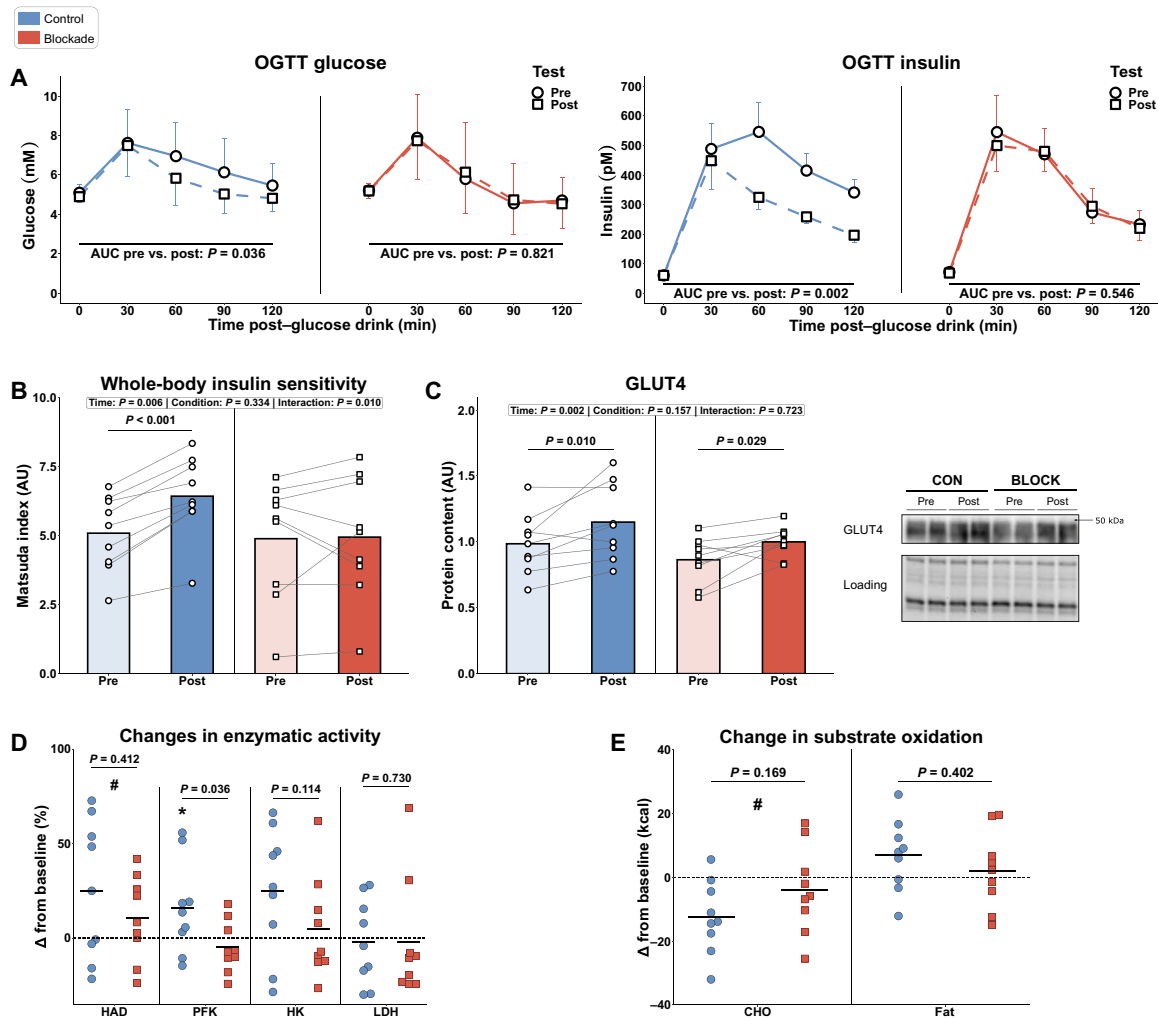 Control
Blockade
A
OGTT glucose
Test
Pre
Post
Glucose (mM)
10
8
6
4
2
0
AUC pre vs. post: P = 0.036
AUC pre vs. post: P = 0.821
0 30 60 90 120 0 30 60 90 120
Time post–glucose drink (min)
OGTT insulin
Test
Pre
Post
Insulin (pM)
700
600
500
400
300
200
100
0
AUC pre vs. post: P = 0.002
AUC pre vs. post: P = 0.546
0 30 60 90 120 0 30 60 90 120
Time post–glucose drink (min)
B
Whole-body insulin sensitivity
Time: P = 0.006 | Condition: P = 0.334 | Interaction: P = 0.010
P < 0.001
Matsuda index (AU)
10.0
7.5
5.0
2.5
0.0
Pre Post Pre Post
C
GLUT4
Time: P = 0.002 | Condition: P = 0.157 | Interaction: P = 0.723
P = 0.010
P = 0.029
Protein content (AU)
2.0
1.5
1.0
0.5
0.0
Pre Post Pre Post
CON BLOCK
Pre Post Pre Post
GLUT4
50 kDa
Loading
D
Changes in enzymatic activity
Δ from baseline (%)
100
50
0
P = 0.412
#
P = 0.036
*
P = 0.114
P = 0.730
HAD PFK HK LDH
E
Change in substrate oxidation
Δ from baseline (kcal)
40
20
0
−20
−40
P = 0.169
#
P = 0.402
CHO Fat